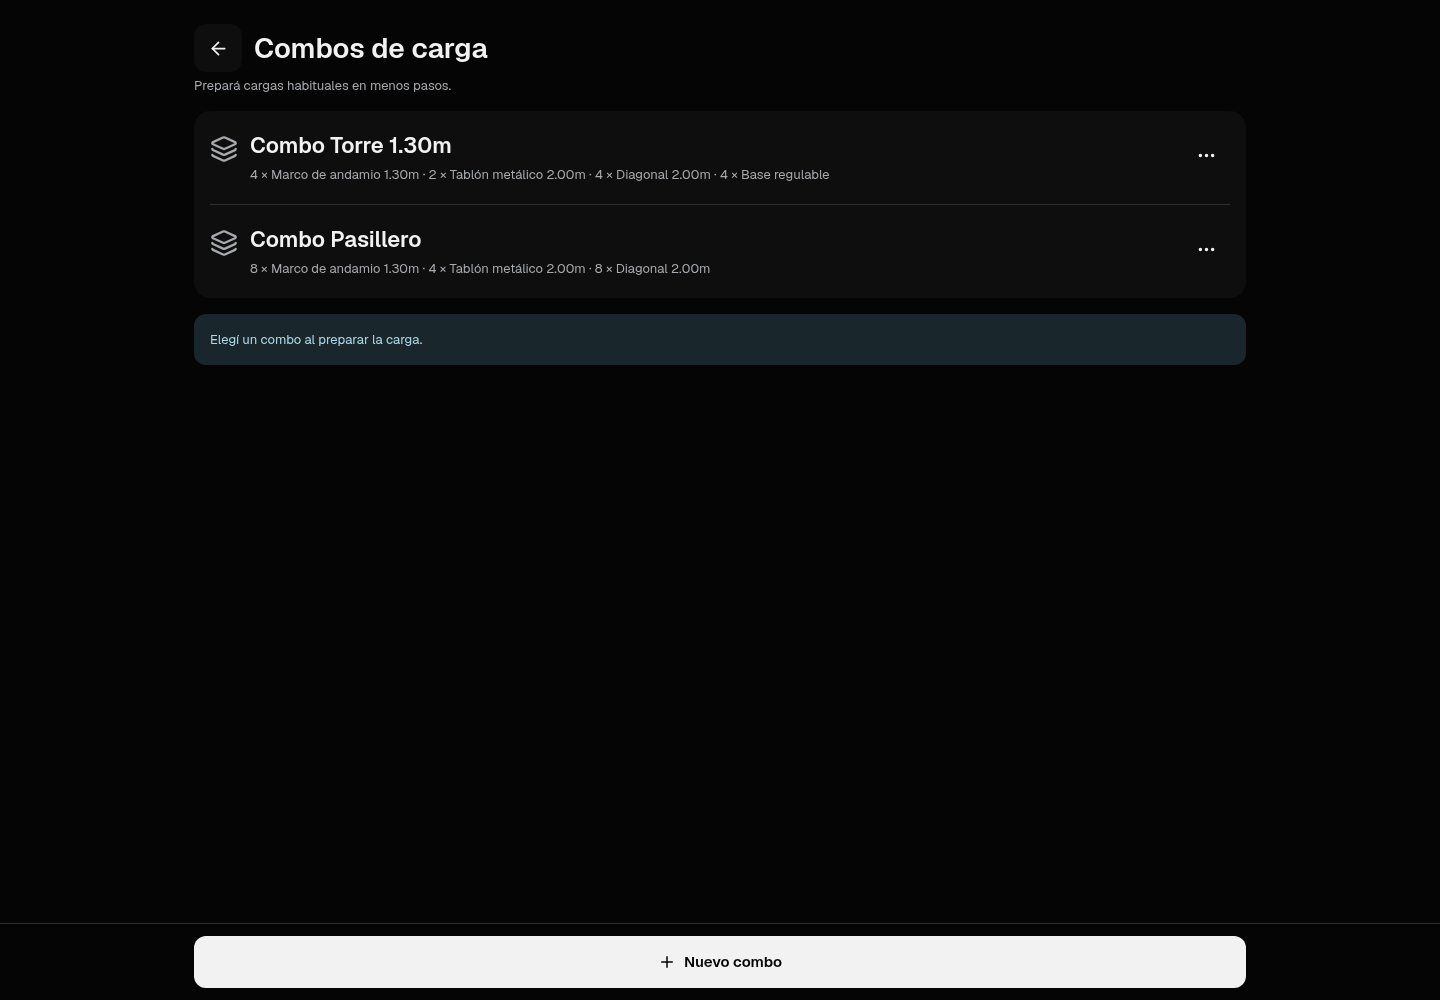 Combos de carga
Prepará cargas habituales en menos pasos.
Combo Torre 1.30m
4 × Marco de andamio 1.30m · 2 × Tablón metálico 2.00m · 4 × Diagonal 2.00m · 4 × Base regulable
Combo Pasillero
8 × Marco de andamio 1.30m · 4 × Tablón metálico 2.00m · 8 × Diagonal 2.00m
Elegí un combo al preparar la carga.
Nuevo combo